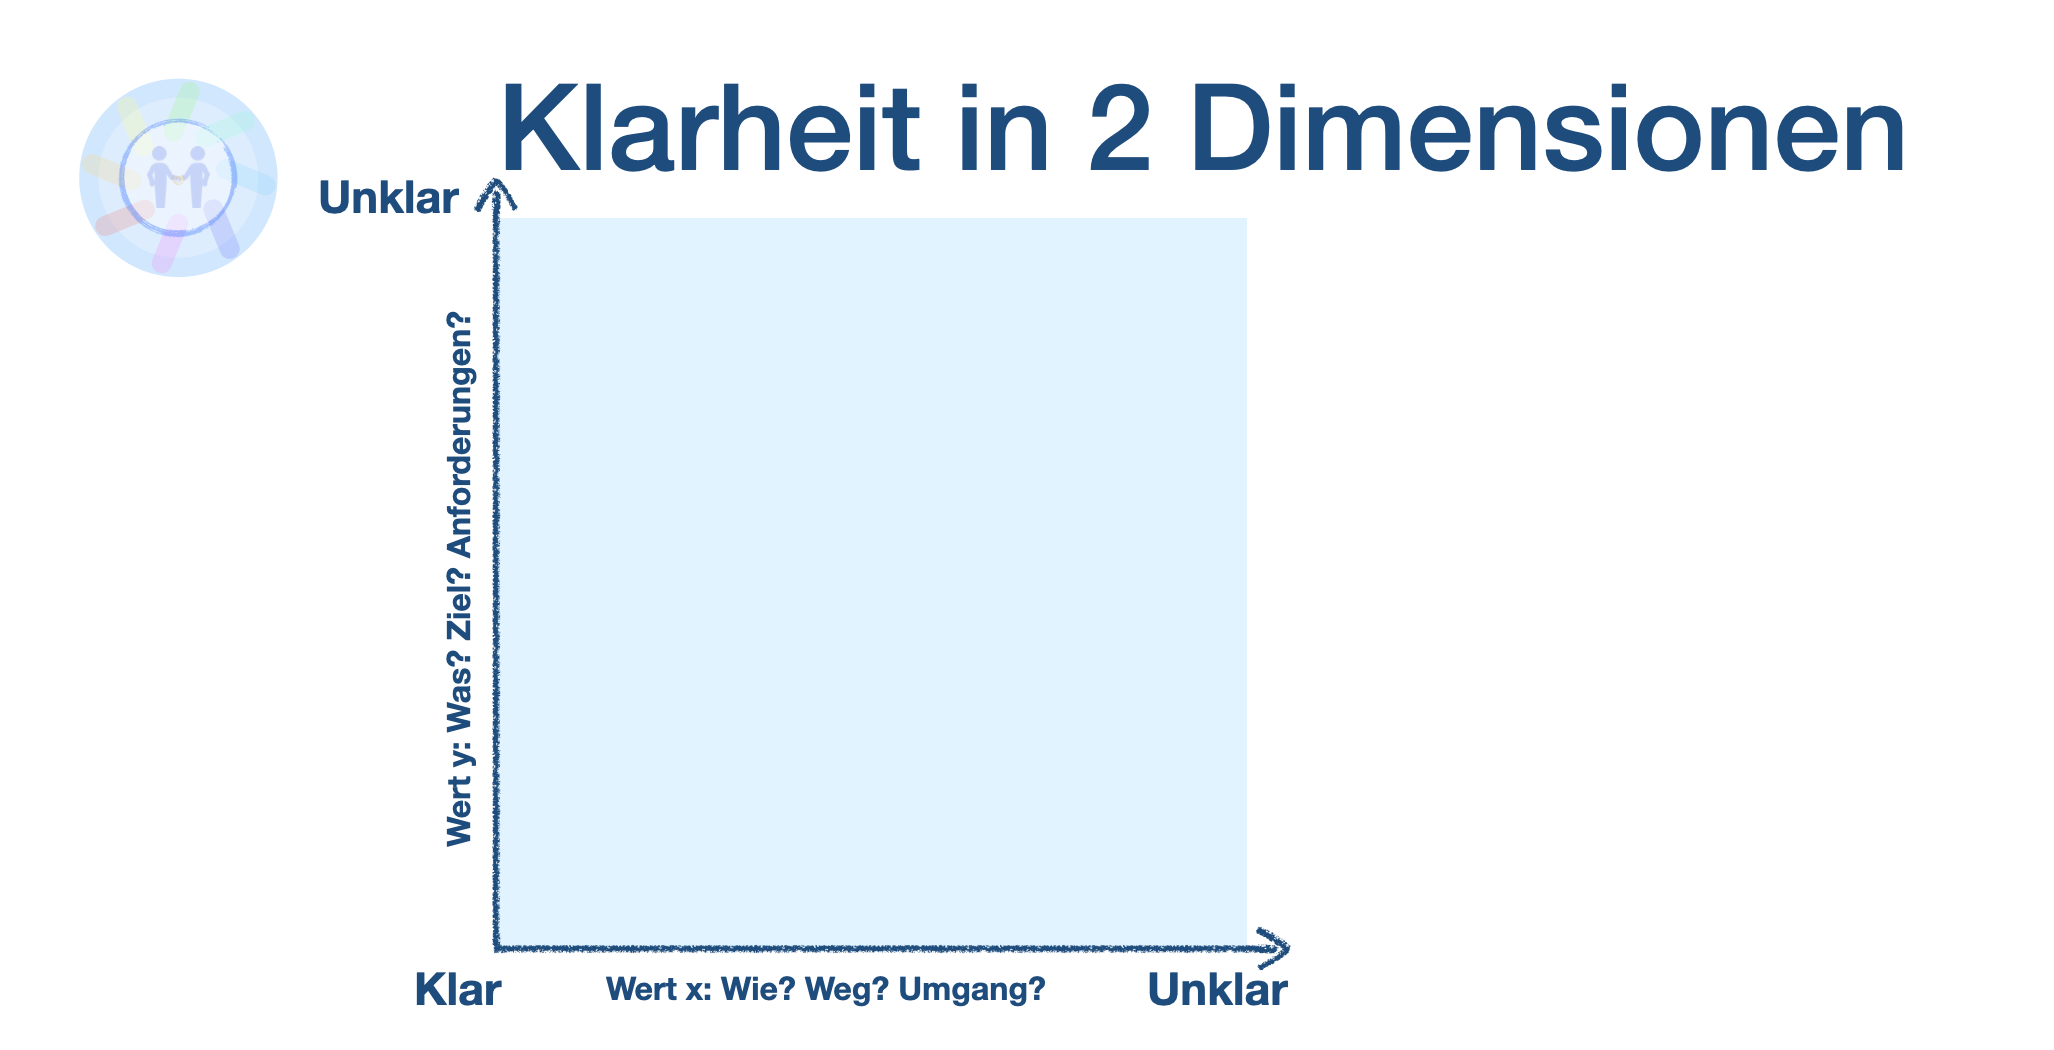 Klarheit in 2 Dimensionen
Unklar
Wert y: Was? Ziel? Anforderungen?
Klar
Wert x: Wie? Weg? Umgang?
Unklar